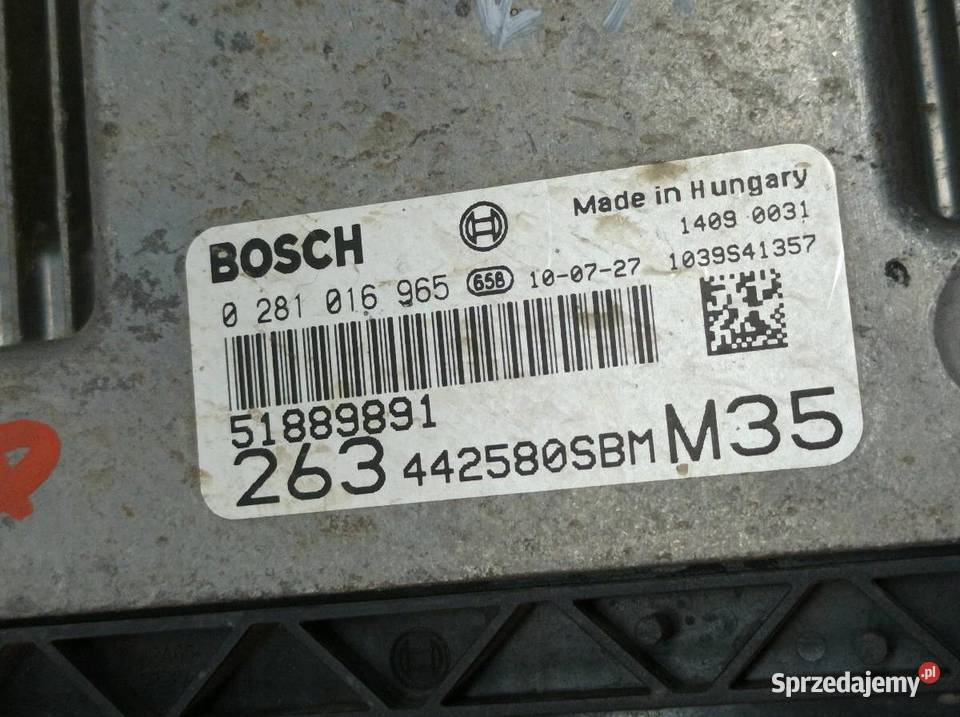 Made in Hungary
BOSCH
1409 0031
0 281 016 965 658 10-07-27 1039S41357
51889891
263 442580SBM M35
Sprzedajemy.pl